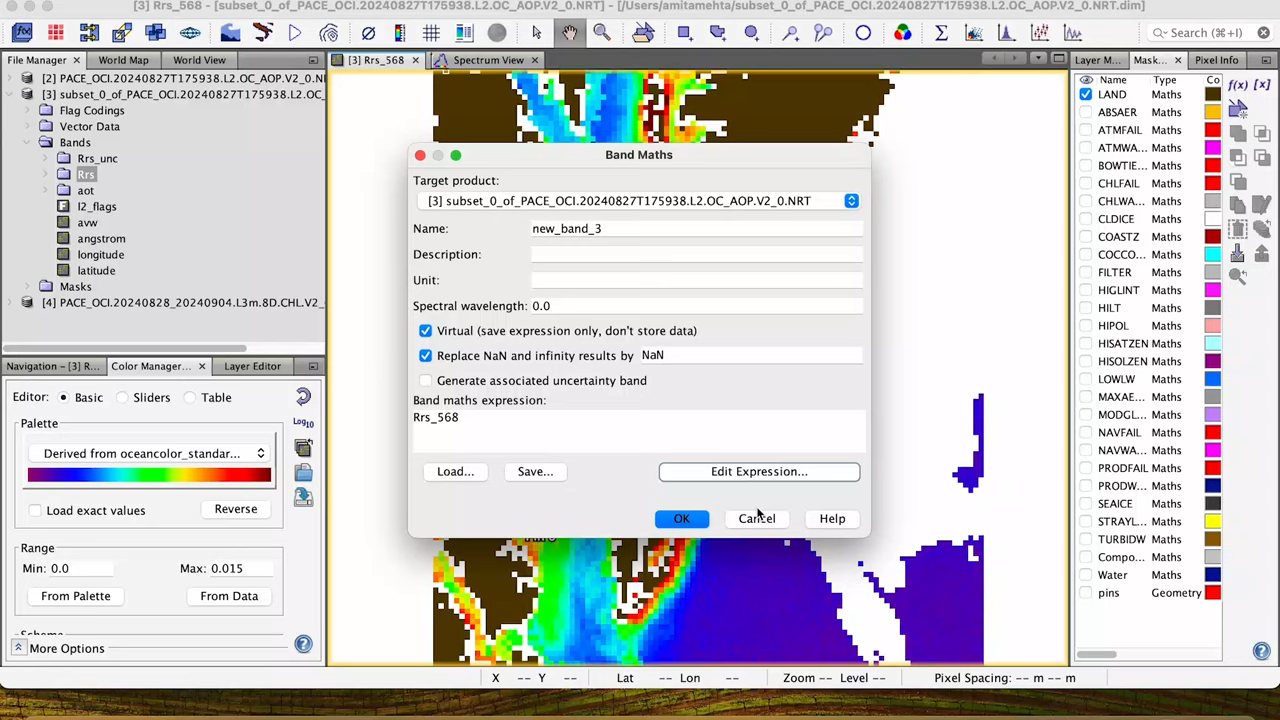 [3] Rrs_568 - [subset_0_of_PACE_OCI.20240827T175938.L2.OC_AOP.V2_0.NRT] - [/Users/amitamehta/subset_0_of_PACE_OCI.20240827T175938.L2.OC_AOP.V2_0.NRT.dim]
Search (⌘+I)
File Manager
World Map
World View
[3] Rrs_568
Spectrum View
Layer M...
Mask...
Pixel Info
[2] PACE_OCI.20240827T175938.L2.OC_AOP.V2_0.N
[3] subset_0_of_PACE_OCI.20240827T175938.L2.OC_
Flag Codings
Vector Data
Bands
Rrs_unc
Rrs
aot
l2_flags
avw
angstrom
longitude
latitude
Masks
[4] PACE_OCI.20240828_20240904.L3m.8D.CHL.V2_
Navigation - [3] R...
Color Manager...
Layer Editor
Editor:
Basic
Sliders
Table
Log10
Palette
Derived from oceancolor_standar...
Load exact values
Reverse
Range
Min: 0.0
Max: 0.015
From Palette
From Data
More Options
Band Maths
Target product:
[3] subset_0_of_PACE_OCI.20240827T175938.L2.OC_AOP.V2_0.NRT
Name:
new_band_3
Description:
Unit:
Spectral wavelength:
0.0
Virtual (save expression only, don't store data)
Replace NaN and infinity results by
NaN
Generate associated uncertainty band
Band maths expression:
Rrs_568
Load...
Save...
Edit Expression...
OK
Cancel
Help
Name
Type
Co
LAND
Maths
ABSAER
Maths
ATMFAIL
Maths
ATMWA...
Maths
BOWTIE...
Maths
CHLFAIL
Maths
CHLWA...
Maths
CLDICE
Maths
COASTZ
Maths
COCCO...
Maths
FILTER
Maths
HIGLINT
Maths
HILT
Maths
HIPOL
Maths
HISATZEN
Maths
HISOLZEN
Maths
LOWLW
Maths
MAXAE...
Maths
MODGL...
Maths
NAVFAIL
Maths
NAVWA...
Maths
PRODFAIL
Maths
PRODW...
Maths
SEAICE
Maths
STRAYL...
Maths
TURBIDW
Maths
Compo...
Maths
Water
Maths
pins
Geometry
X -- Y -- Lat -- Lon -- Zoom -- Level -- Pixel Spacing: -- m -- m